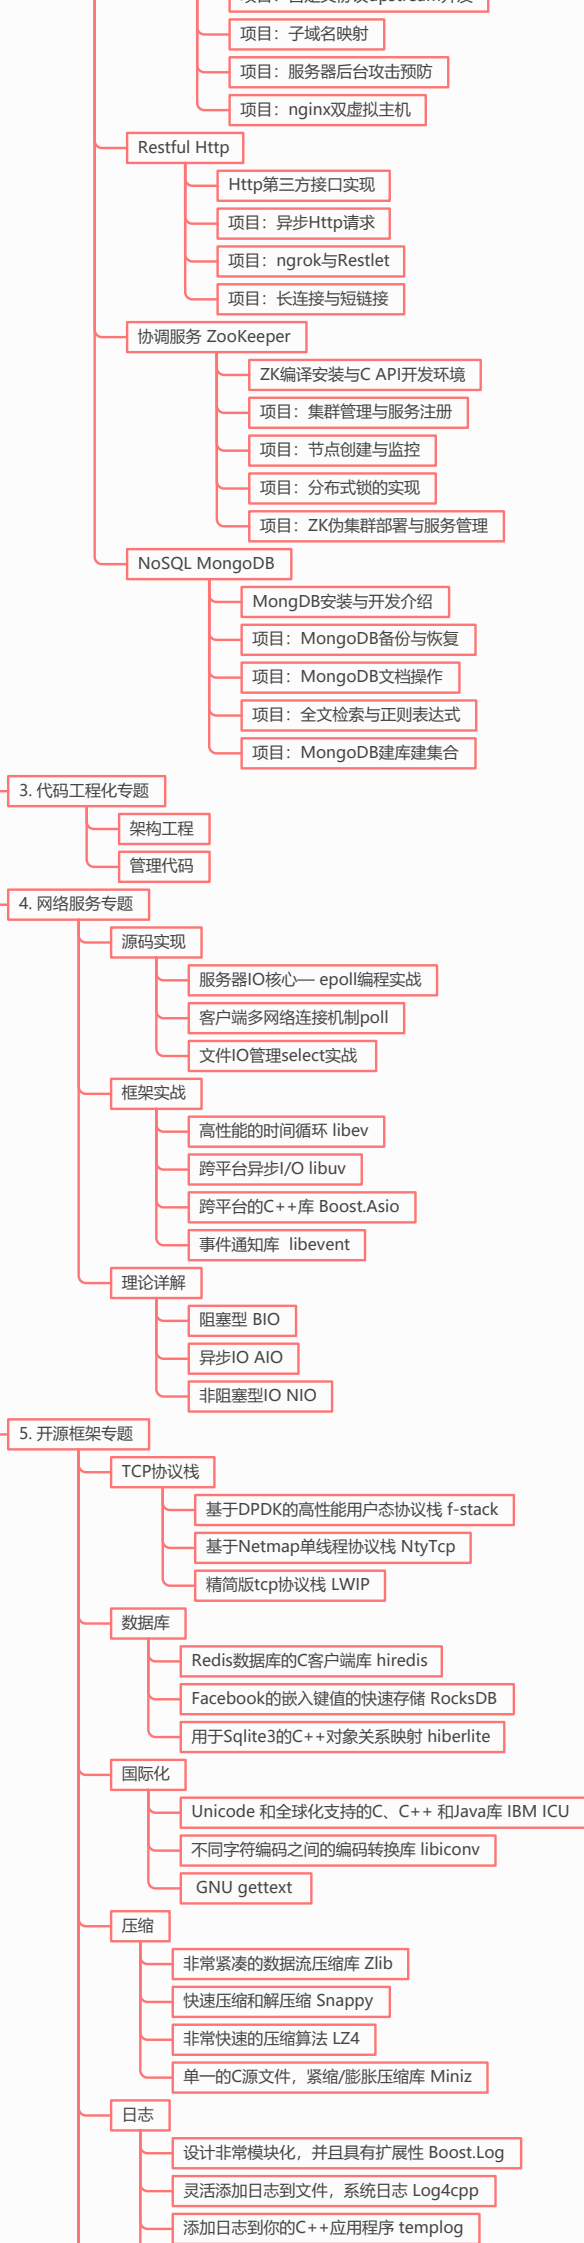 项目：子域名映射
项目：服务器后台攻击预防
项目：nginx双虚拟主机
Restful Http
Http第三方接口实现
项目：异步Http请求
项目：ngrok与Restlet
项目：长连接与短链接
协调服务 ZooKeeper
ZK编译安装与C API开发环境
项目：集群管理与服务注册
项目：节点创建与监控
项目：分布式锁的实现
项目：ZK伪集群部署与服务管理
NoSQL MongoDB
MongDB安装与开发介绍
项目：MongoDB备份与恢复
项目：MongoDB文档操作
项目：全文检索与正则表达式
项目：MongoDB建库建集合
3. 代码工程化专题
架构工程
管理代码
4. 网络服务专题
源码实现
服务器IO核心— epoll编程实战
客户端多网络连接机制poll
文件IO管理select实战
框架实战
高性能的时间循环 libev
跨平台异步I/O libuv
跨平台的C++库 Boost.Asio
事件通知库  libevent
理论详解
阻塞型 BIO
异步IO AIO
非阻塞型IO NIO
5. 开源框架专题
TCP协议栈
基于DPDK的高性能用户态协议栈 f-stack
基于Netmap单线程协议栈 NtyTcp
精简版tcp协议栈 LWIP
数据库
Redis数据库的C客户端库 hiredis
Facebook的嵌入键值的快速存储 RocksDB
用于Sqlite3的C++对象关系映射 hiberlite
国际化
Unicode 和全球化支持的C、C++ 和Java库 IBM ICU
不同字符编码之间的编码转换库 libiconv
GNU gettext
压缩
非常紧凑的数据流压缩库 Zlib
快速压缩和解压缩 Snappy
非常快速的压缩算法 LZ4
单一的C源文件，紧缩/膨胀压缩库 Miniz
日志
设计非常模块化，并且具有扩展性 Boost.Log
灵活添加日志到文件，系统日志 Log4cpp
添加日志到你的C++应用程序 templog